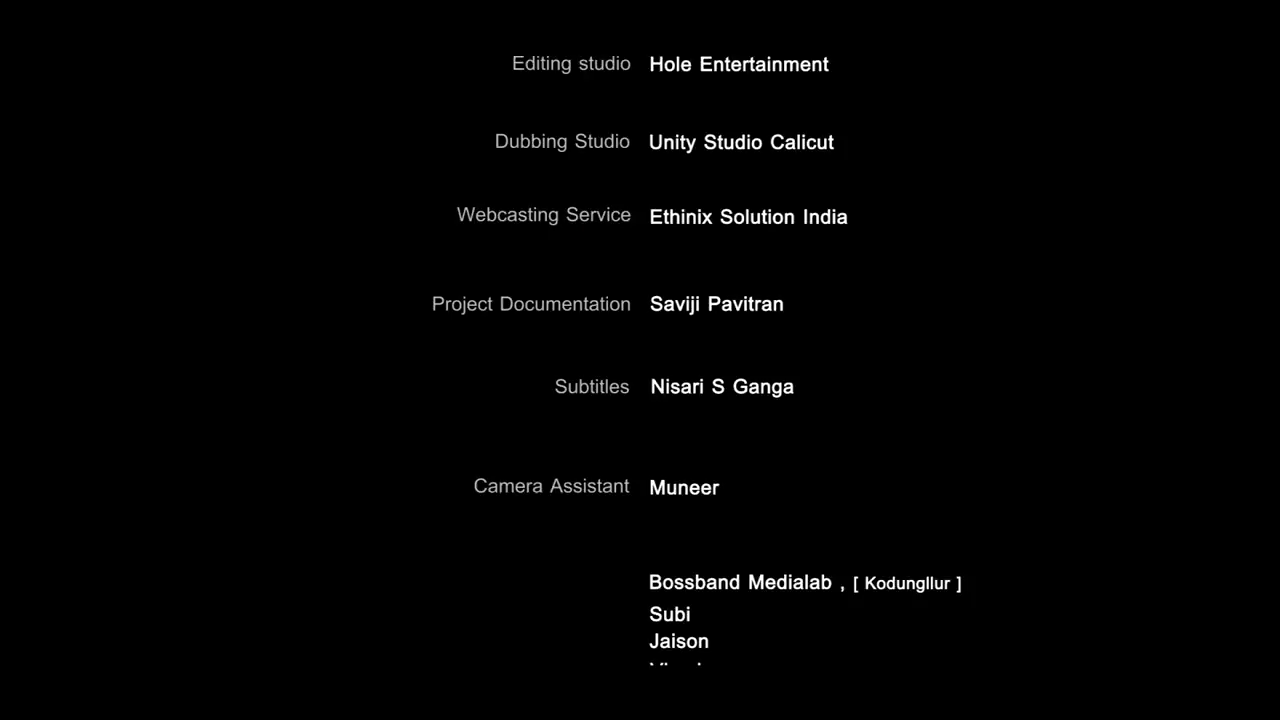 Editing studio Hole Entertainment
Dubbing Studio Unity Studio Calicut
Webcasting Service Ethinix Solution India
Project Documentation Saviji Pavitran
Subtitles Nisari S Ganga
Camera Assistant Muneer
Bossband Medialab , [ Kodungllur ]
Subi
Jaison